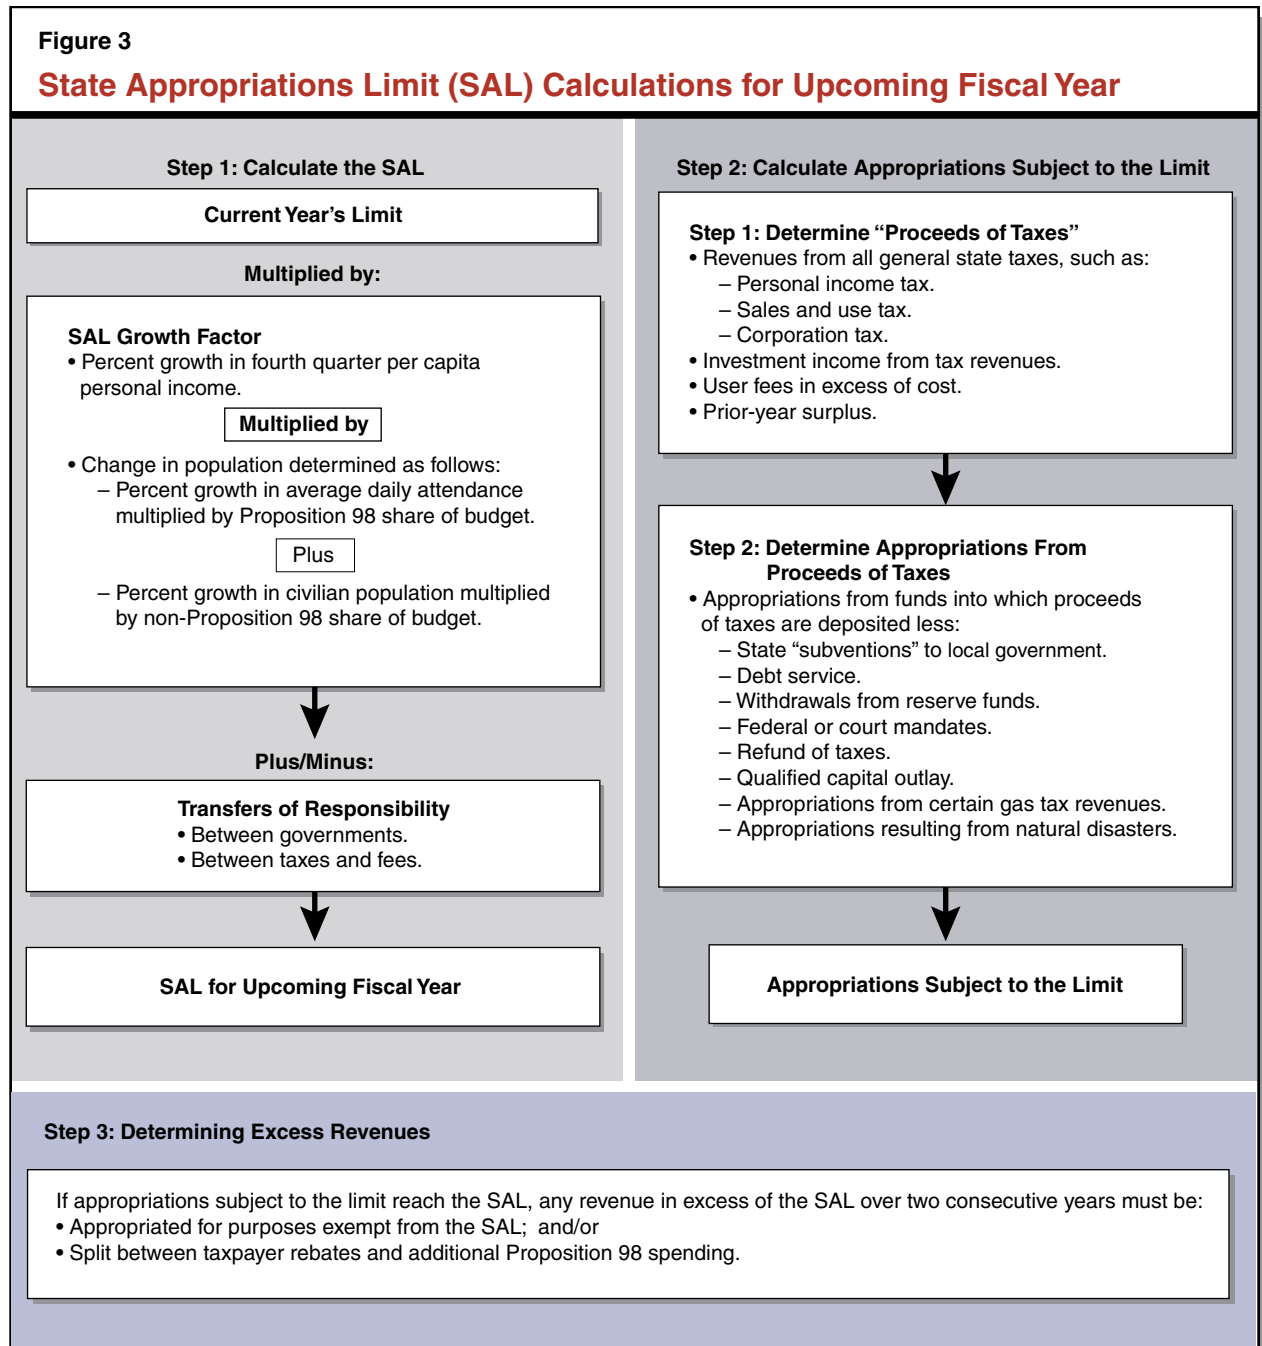 Figure 3
State Appropriations Limit (SAL) Calculations for Upcoming Fiscal Year
Step 1: Calculate the SAL
Current Year’s Limit
Multiplied by:
SAL Growth Factor
• Percent growth in fourth quarter per capita
personal income.
Multiplied by
• Change in population determined as follows:
– Percent growth in average daily attendance
multiplied by Proposition 98 share of budget.
Plus
– Percent growth in civilian population multiplied
by non-Proposition 98 share of budget.
Plus/Minus:
Transfers of Responsibility
• Between governments.
• Between taxes and fees.
SAL for Upcoming Fiscal Year
Step 2: Calculate Appropriations Subject to the Limit
Step 1: Determine “Proceeds of Taxes”
• Revenues from all general state taxes, such as:
– Personal income tax.
– Sales and use tax.
– Corporation tax.
• Investment income from tax revenues.
• User fees in excess of cost.
• Prior-year surplus.
Step 2: Determine Appropriations From
Proceeds of Taxes
• Appropriations from funds into which proceeds
of taxes are deposited less:
– State “subventions” to local government.
– Debt service.
– Withdrawals from reserve funds.
– Federal or court mandates.
– Refund of taxes.
– Qualified capital outlay.
– Appropriations from certain gas tax revenues.
– Appropriations resulting from natural disasters.
Appropriations Subject to the Limit
Step 3: Determining Excess Revenues
If appropriations subject to the limit reach the SAL, any revenue in excess of the SAL over two consecutive years must be:
• Appropriated for purposes exempt from the SAL; and/or
• Split between taxpayer rebates and additional Proposition 98 spending.